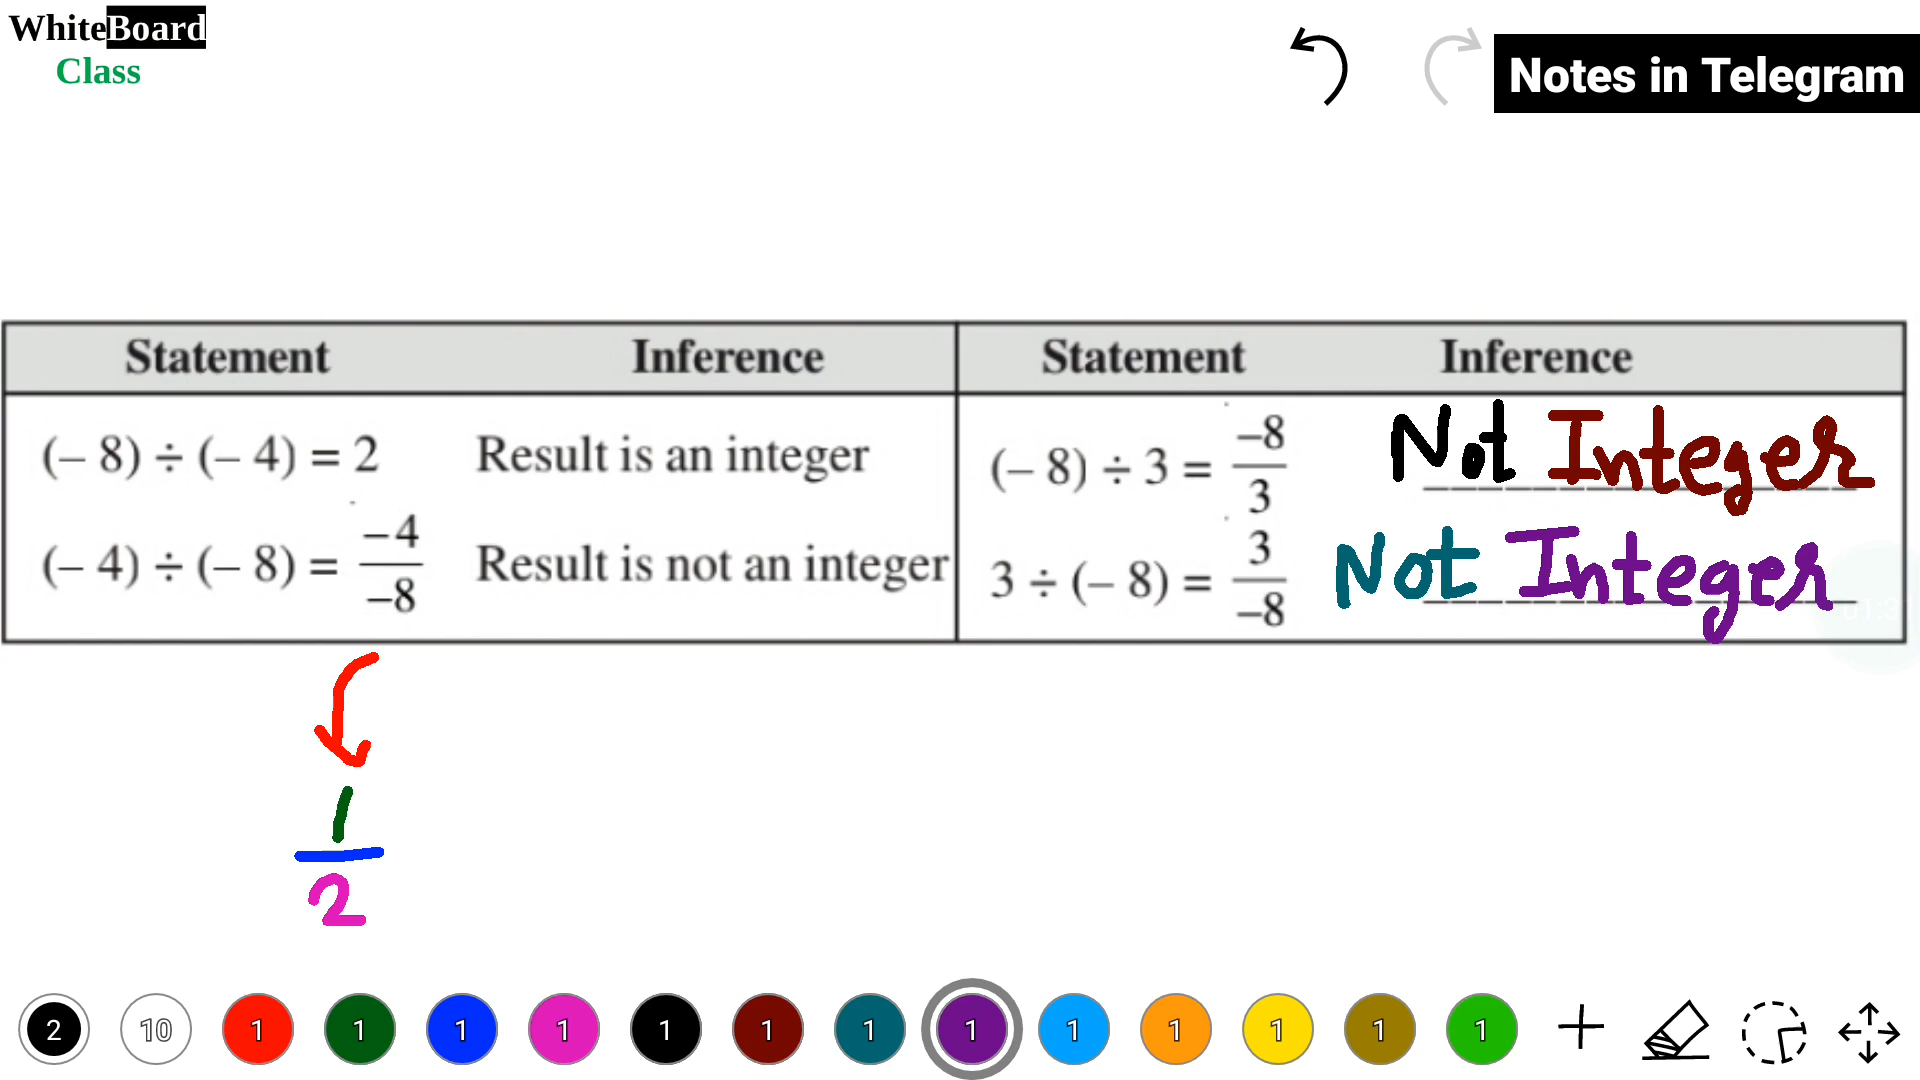 WhiteBoard
Class
Notes in Telegram
Statement Inference Statement Inference
(– 8) ÷ (– 4) = 2 Result is an integer (– 8) ÷ 3 = –8/3 Not Integer
(– 4) ÷ (– 8) = –4/–8 Result is not an integer 3 ÷ (– 8) = 3/–8 Not Integer
1
2
2 10 1 1 1 1 1 1 1 1 1 1 1 1 1